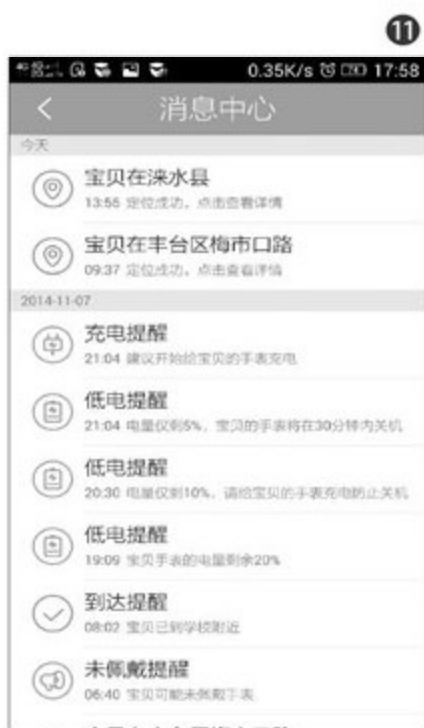 11
0.35K/s 17:58
消息中心
今天
宝贝在涞水县
13:55 定位成功，点击查看详情
宝贝在丰台区梅市口路
09:37 定位成功，点击查看详情
2014-11-07
充电提醒
21:04 建议开始给宝贝的手表充电
低电提醒
21:04 电量仅剩5%，宝贝的手表将在30分钟内关机
低电提醒
20:30 电量仅剩10%，请给宝贝的手表充电防止关机
低电提醒
19:09 宝贝手表的电量剩余20%
到达提醒
08:02 宝贝已到学校附近
未佩戴提醒
06:40 宝贝可能未佩戴手表